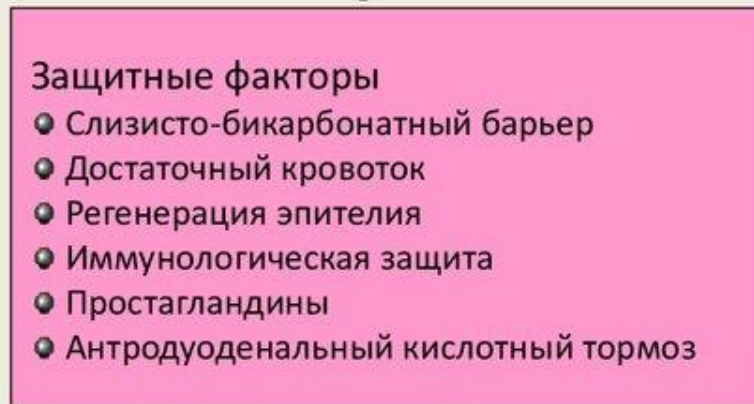 Защитные факторы
Слизисто-бикарбонатный барьер
Достаточный кровоток
Регенерация эпителия
Иммунологическая защита
Простагландины
Антродуоденальный кислотный тормоз